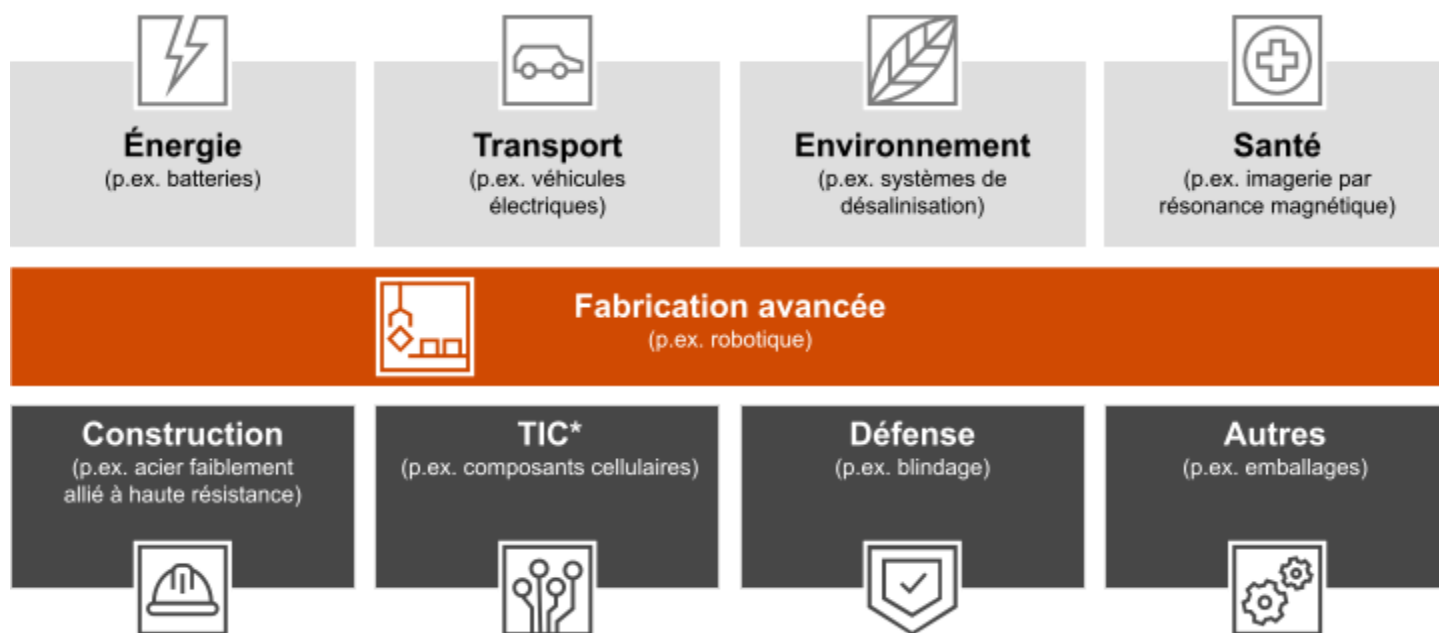 Énergie
(p.ex. batteries)
Transport
(p.ex. véhicules
électriques)
Environnement
(p.ex. systèmes de
désalinisation)
Santé
(p.ex. imagerie par
résonance magnétique)
Fabrication avancée
(p.ex. robotique)
Construction
(p.ex. acier faiblement
allié à haute résistance)
TIC*
(p.ex. composants cellulaires)
Défense
(p.ex. blindage)
Autres
(p.ex. emballages)